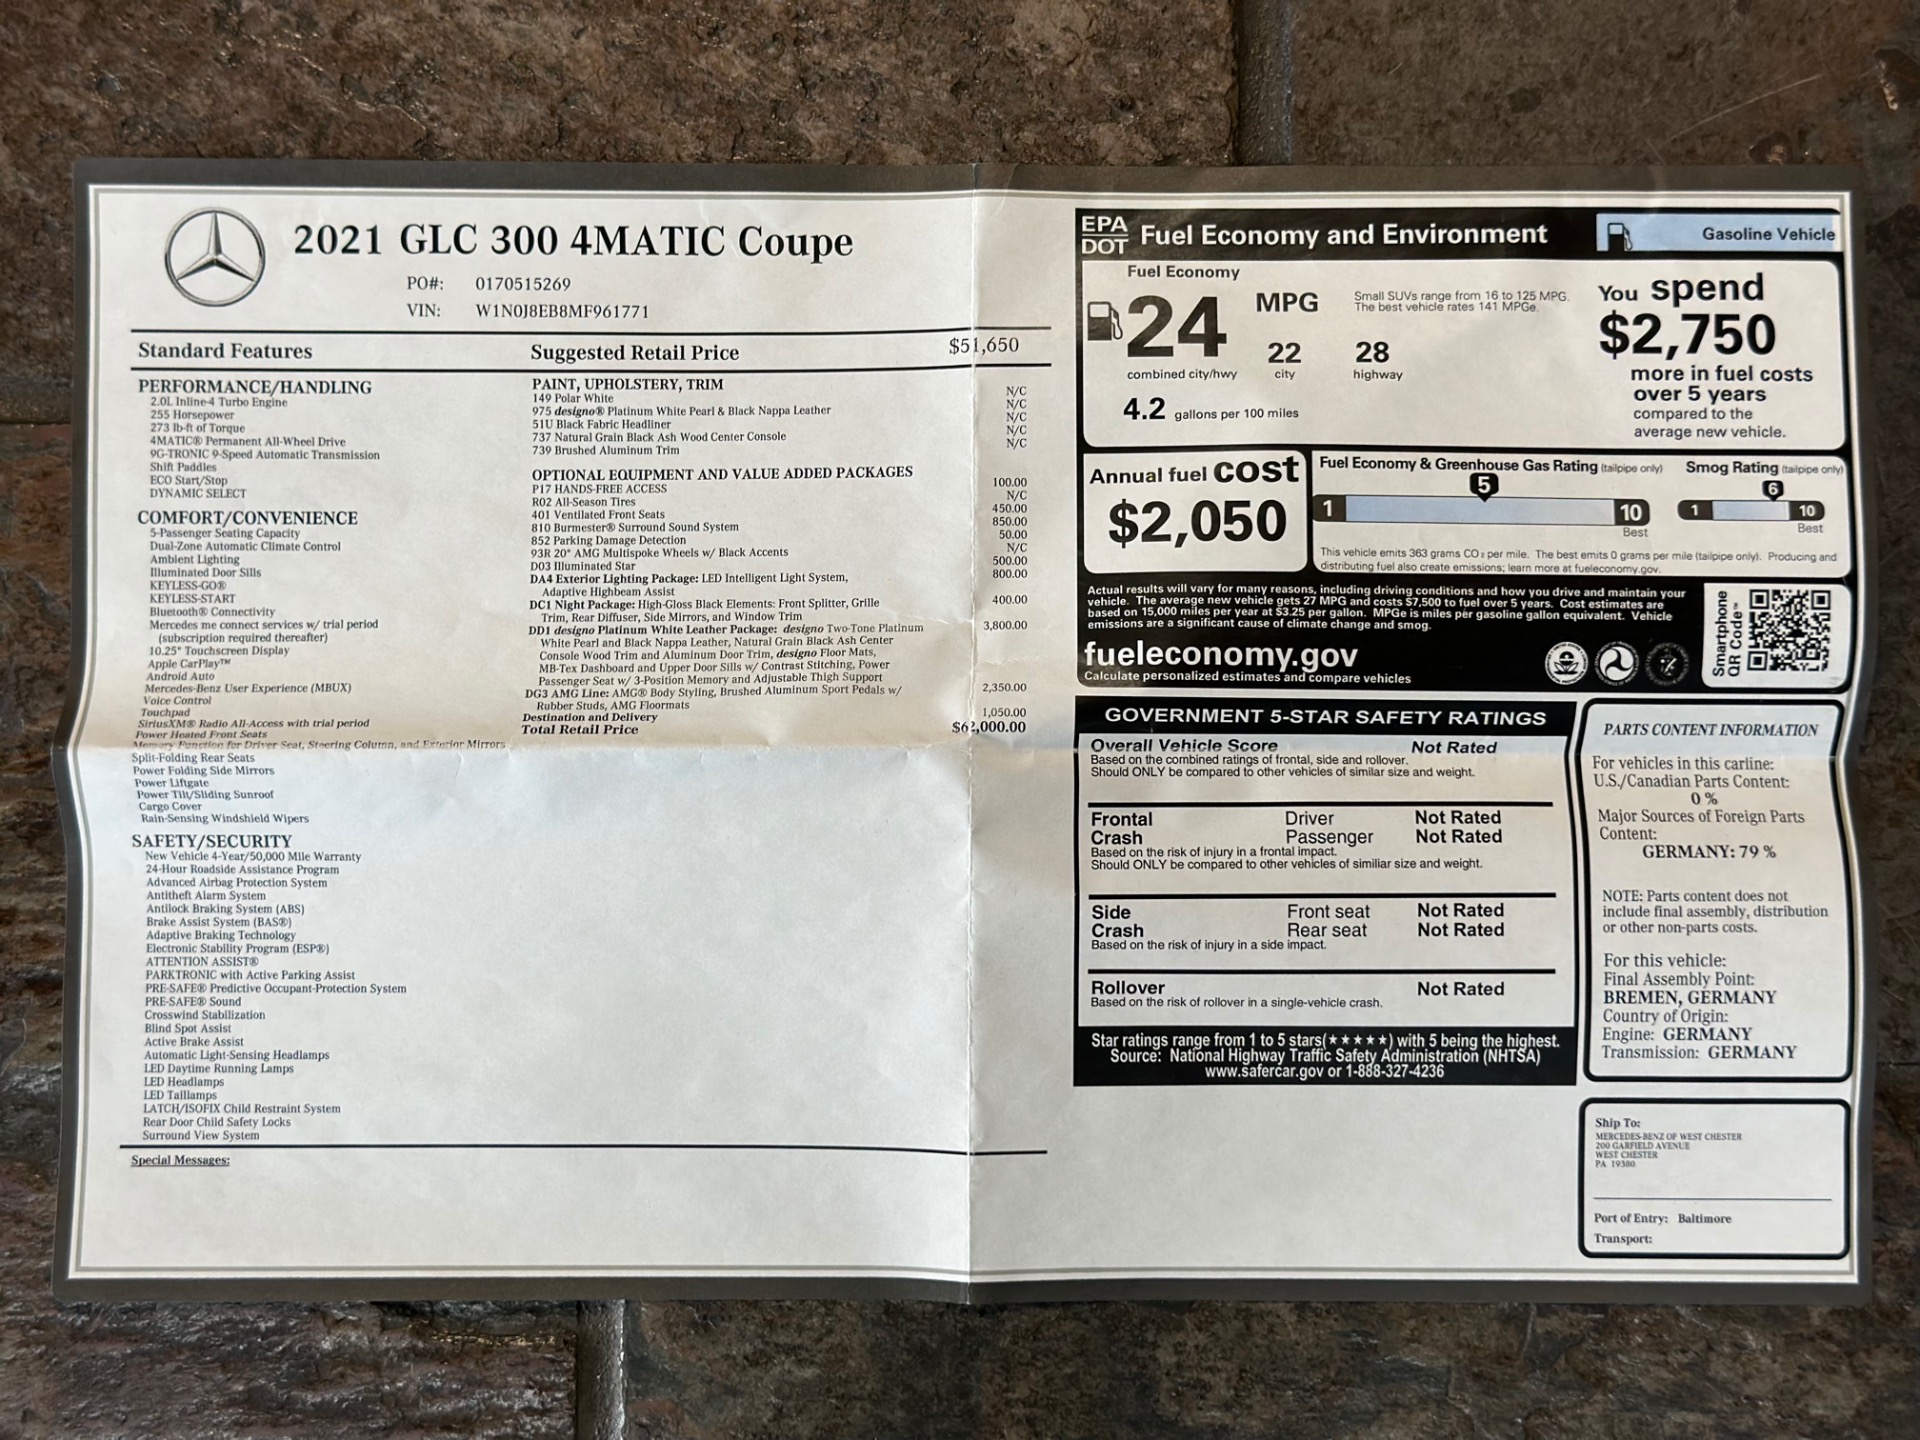 2021 GLC 300 4MATIC Coupe
PO#: 0170515269
VIN: W1N0J8EB8MF961771
Standard Features
PERFORMANCE/HANDLING
2.0L Inline-4 Turbo Engine
255 Horsepower
273 lb-ft of Torque
4MATIC® Permanent All-Wheel Drive
9G-TRONIC 9-Speed Automatic Transmission
Shift Paddles
ECO Start/Stop
DYNAMIC SELECT
COMFORT/CONVENIENCE
5-Passenger Seating Capacity
Dual-Zone Automatic Climate Control
Ambient Lighting
Illuminated Door Sills
KEYLESS-GO®
KEYLESS-START
Bluetooth® Connectivity
Mercedes me connect services w/ trial period
(subscription required thereafter)
10.25" Touchscreen Display
Apple CarPlay™
Android Auto
Mercedes-Benz User Experience (MBUX)
Voice Control
Touchpad
SiriusXM® Radio All-Access with trial period
Power Heated Front Seats
Memory Function for Driver Seat, Steering Column, and Exterior Mirrors
Split-Folding Rear Seats
Power Folding Side Mirrors
Power Liftgate
Power Tilt/Sliding Sunroof
Cargo Cover
Rain-Sensing Windshield Wipers
SAFETY/SECURITY
New Vehicle 4-Year/50,000 Mile Warranty
24-Hour Roadside Assistance Program
Advanced Airbag Protection System
Antitheft Alarm System
Antilock Braking System (ABS)
Brake Assist System (BAS®)
Adaptive Braking Technology
Electronic Stability Program (ESP®)
ATTENTION ASSIST®
PARKTRONIC with Active Parking Assist
PRE-SAFE® Predictive Occupant-Protection System
PRE-SAFE® Sound
Crosswind Stabilization
Blind Spot Assist
Active Brake Assist
Automatic Light-Sensing Headlamps
LED Daytime Running Lamps
LED Headlamps
LED Taillamps
LATCH/ISOFIX Child Restraint System
Rear Door Child Safety Locks
Surround View System
Special Messages:
Suggested Retail Price $51,650
PAINT, UPHOLSTERY, TRIM
149 Polar White N/C
975 designo® Platinum White Pearl & Black Nappa Leather N/C
51U Black Fabric Headliner N/C
737 Natural Grain Black Ash Wood Center Console N/C
739 Brushed Aluminum Trim N/C
OPTIONAL EQUIPMENT AND VALUE ADDED PACKAGES
P17 HANDS-FREE ACCESS 100.00
R02 All-Season Tires N/C
401 Ventilated Front Seats 450.00
810 Burmester® Surround Sound System 850.00
852 Parking Damage Detection 50.00
93R 20" AMG Multispoke Wheels w/ Black Accents N/C
D03 Illuminated Star 500.00
DA4 Exterior Lighting Package: LED Intelligent Light System, 800.00
Adaptive Highbeam Assist
DC1 Night Package: High-Gloss Black Elements: Front Splitter, Grille 400.00
Trim, Rear Diffuser, Side Mirrors, and Window Trim
DD1 designo Platinum White Leather Package: designo Two-Tone Platinum 3,800.00
White Pearl and Black Nappa Leather, Natural Grain Black Ash Center
Console Wood Trim and Aluminum Door Trim, designo Floor Mats,
MB-Tex Dashboard and Upper Door Sills w/ Contrast Stitching, Power
Passenger Seat w/ 3-Position Memory and Adjustable Thigh Support
DG3 AMG Line: AMG® Body Styling, Brushed Aluminum Sport Pedals w/ 2,350.00
Rubber Studs, AMG Floormats
Destination and Delivery 1,050.00
Total Retail Price $62,000.00
EPA
DOT
Fuel Economy and Environment
Gasoline Vehicle
Fuel Economy
24 MPG
combined city/hwy
22
city
28
highway
4.2 gallons per 100 miles
Small SUVs range from 16 to 125 MPG.
The best vehicle rates 141 MPGe.
You spend
$2,750
more in fuel costs
over 5 years
compared to the
average new vehicle.
Annual fuel cost
$2,050
Fuel Economy & Greenhouse Gas Rating (tailpipe only)
5
1
10
Best
Smog Rating (tailpipe only)
6
1
10
Best
This vehicle emits 363 grams CO2 per mile. The best emits 0 grams per mile (tailpipe only). Producing and
distributing fuel also create emissions; learn more at fueleconomy.gov.
Actual results will vary for many reasons, including driving conditions and how you drive and maintain your
vehicle. The average new vehicle gets 27 MPG and costs $7,500 to fuel over 5 years. Cost estimates are
based on 15,000 miles per year at $3.25 per gallon. MPGe is miles per gasoline gallon equivalent. Vehicle
emissions are a significant cause of climate change and smog.
fueleconomy.gov
Calculate personalized estimates and compare vehicles
Smartphone
QR Code™
GOVERNMENT 5-STAR SAFETY RATINGS
Overall Vehicle Score Not Rated
Based on the combined ratings of frontal, side and rollover.
Should ONLY be compared to other vehicles of similar size and weight.
Frontal Driver Not Rated
Crash Passenger Not Rated
Based on the risk of injury in a frontal impact.
Should ONLY be compared to other vehicles of similiar size and weight.
Side Front seat Not Rated
Crash Rear seat Not Rated
Based on the risk of injury in a side impact.
Rollover Not Rated
Based on the risk of rollover in a single-vehicle crash.
Star ratings range from 1 to 5 stars(★★★★★) with 5 being the highest.
Source: National Highway Traffic Safety Administration (NHTSA)
www.safercar.gov or 1-888-327-4236
PARTS CONTENT INFORMATION
For vehicles in this carline:
U.S./Canadian Parts Content:
0 %
Major Sources of Foreign Parts
Content:
GERMANY: 79 %
NOTE: Parts content does not
include final assembly, distribution
or other non-parts costs.
For this vehicle:
Final Assembly Point:
BREMEN, GERMANY
Country of Origin:
Engine: GERMANY
Transmission: GERMANY
Ship To:
MERCEDES-BENZ OF WEST CHESTER
200 GARFIELD AVENUE
WEST CHESTER
PA 19380
Port of Entry: Baltimore
Transport: